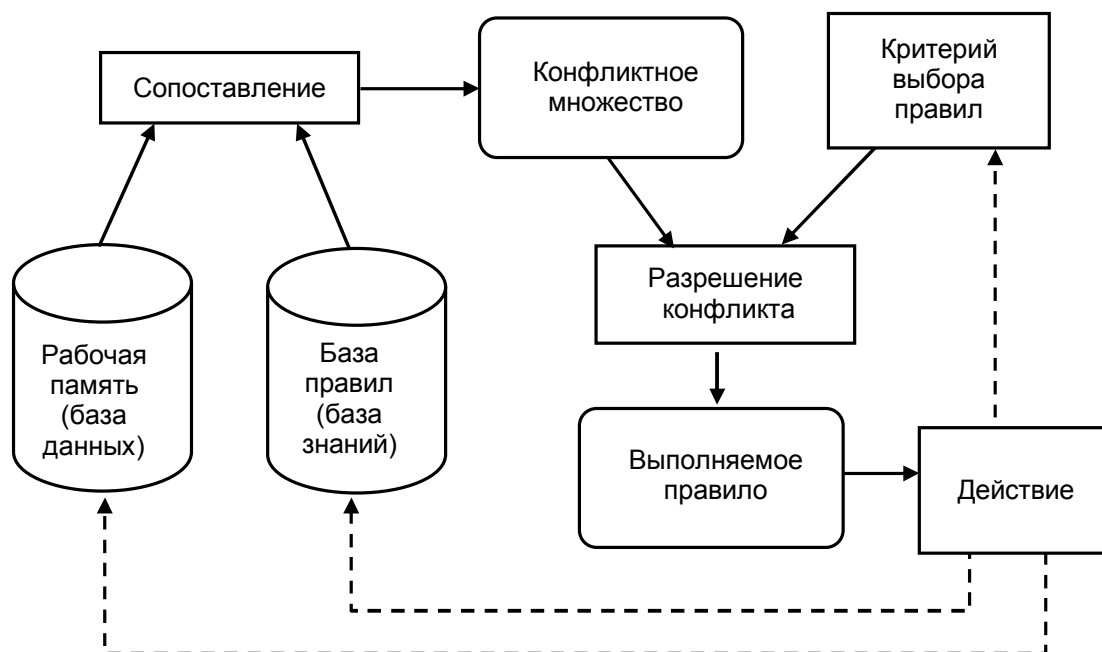 Сопоставление
Конфликтное
множество
Критерий
выбора
правил
Разрешение
конфликта
Рабочая
память
(база
данных)
База
правил
(база
знаний)
Выполняемое
правило
Действие